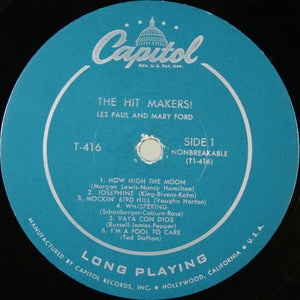 Capitol
REG. U.S. PAT. OFF.
THE HIT MAKERS!
LES PAUL AND MARY FORD
T-416
SIDE 1
NONBREAKABLE
(T1-416)
1. HOW HIGH THE MOON
(Morgan Lewis-Nancy Hamilton)
2. JOSEPHINE (King-Bivens-Kahn)
3. MOCKIN' BIRD HILL (Vaughn Horton)
4. WHISPERING
(Schonberger-Coburn-Rose)
5. VAYA CON DIOS
(Russell-James-Pepper)
6. I'M A FOOL TO CARE
(Ted Daffan)
LONG PLAYING
MANUFACTURED BY CAPITOL RECORDS, INC. • HOLLYWOOD, CALIFORNIA • U.S.A.